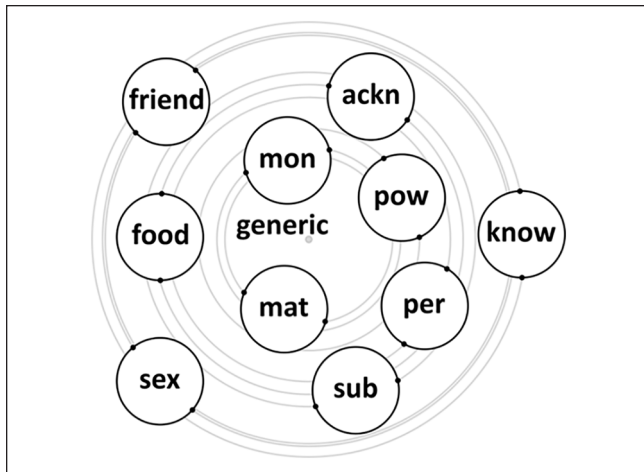 friend
ackn
mon
pow
generic
food
know
mat
per
sex
sub